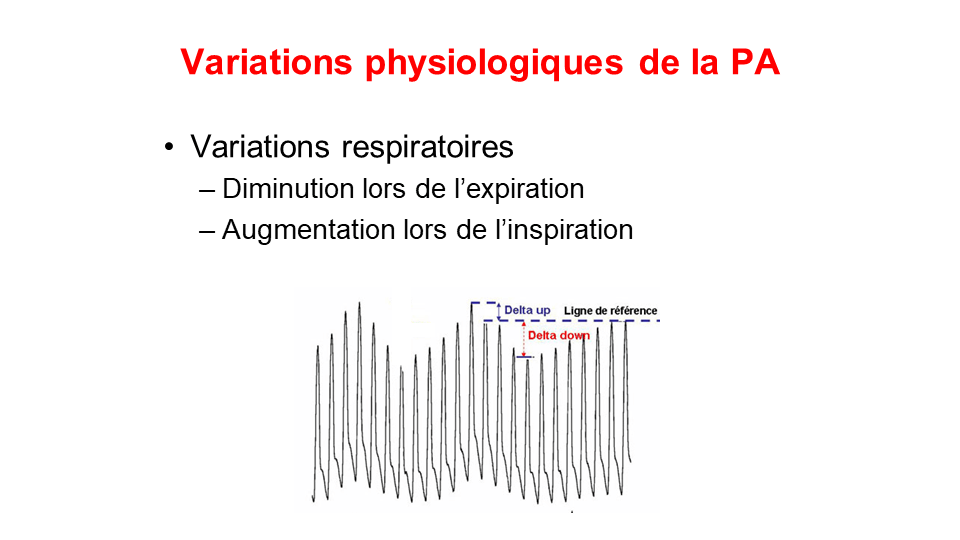 Variations physiologiques de la PA
• Variations respiratoires
– Diminution lors de l’expiration
– Augmentation lors de l’inspiration
Delta up
Ligne de référence
Delta down